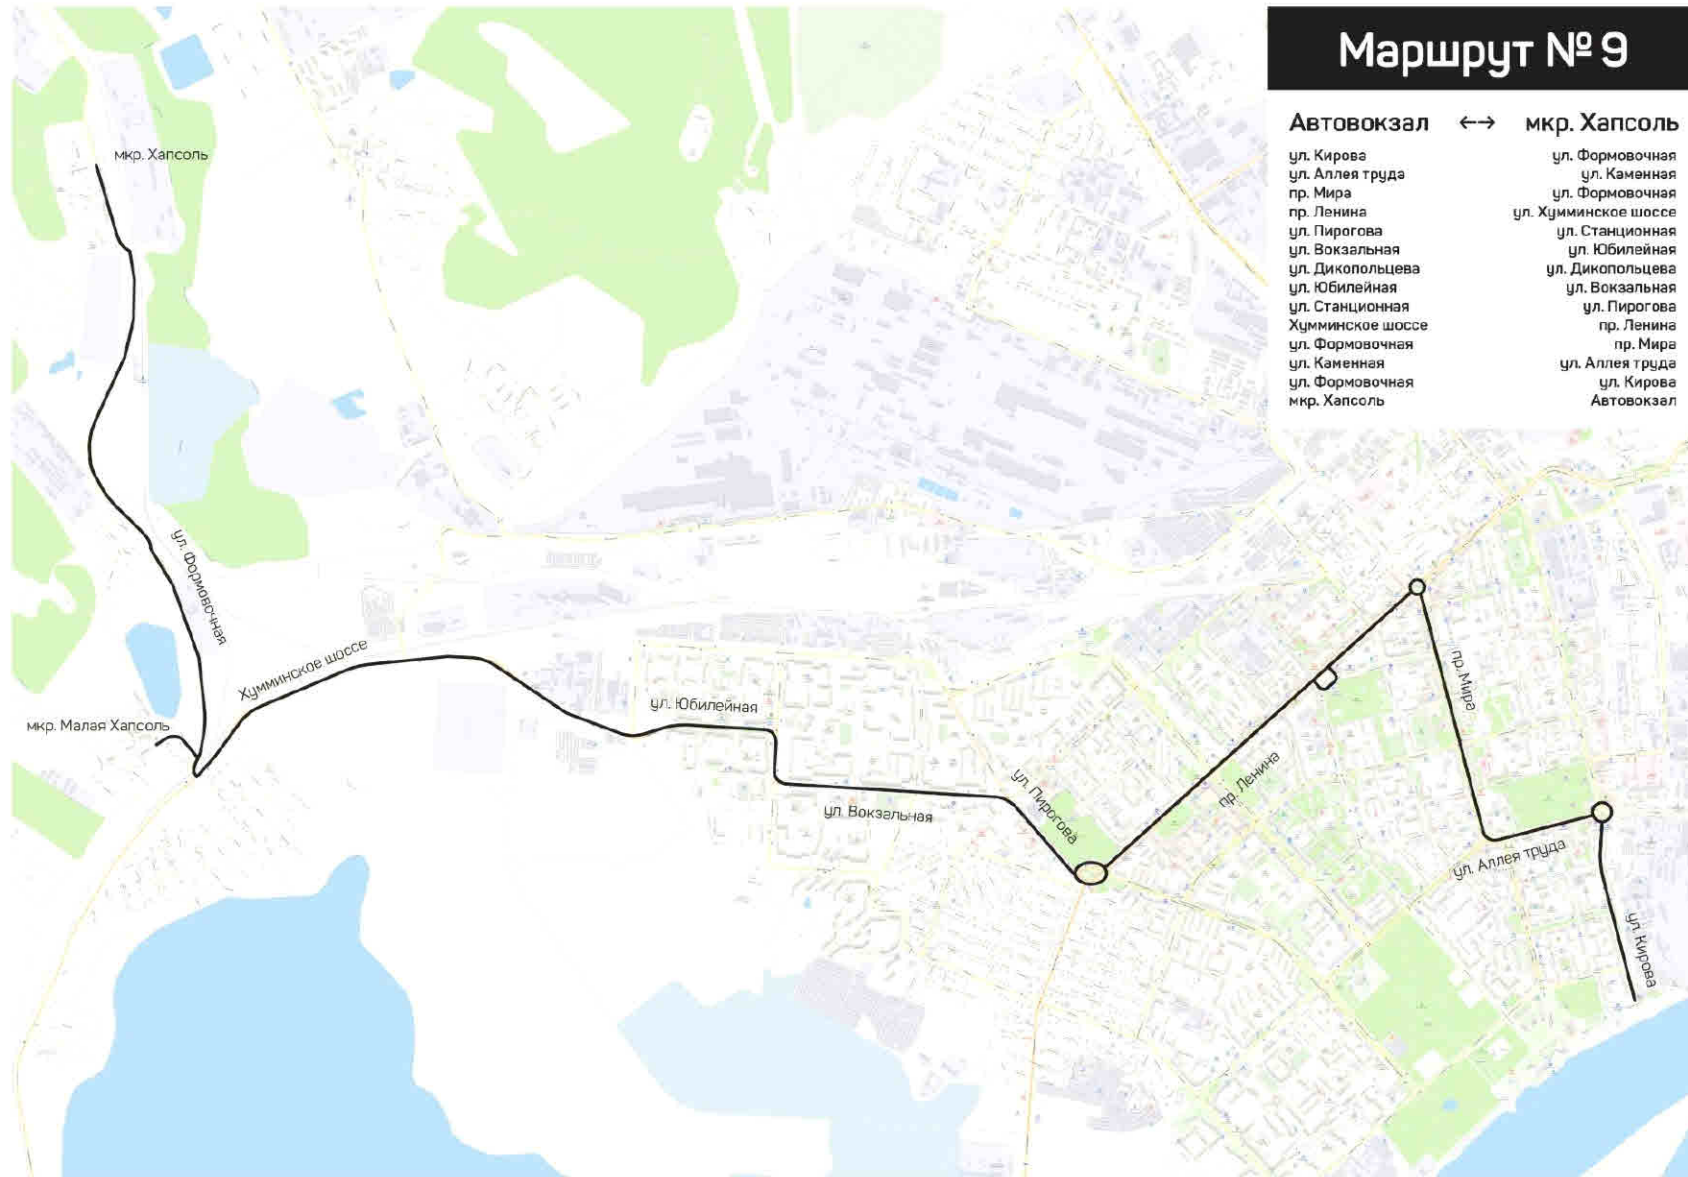 Маршрут № 9
Автовокзал ↔ мкр. Хапсоль
ул. Кирова
ул. Аллея труда
пр. Мира
пр. Ленина
ул. Пирогова
ул. Вокзальная
ул. Дикопольцева
ул. Юбилейная
ул. Станционная
Хумминское шоссе
ул. Формовочная
ул. Каменная
ул. Формовочная
мкр. Хапсоль
ул. Формовочная
ул. Каменная
ул. Формовочная
ул. Хумминское шоссе
ул. Станционная
ул. Юбилейная
ул. Дикопольцева
ул. Вокзальная
ул. Пирогова
пр. Ленина
пр. Мира
ул. Аллея труда
ул. Кирова
Автовокзал
мкр. Хапсоль
ул. Формовочная
Хумминское шоссе
мкр. Малая Хапсоль
ул. Юбилейная
ул. Вокзальная
ул. Пирогова
пр. Ленина
пр. Мира
ул. Аллея труда
ул. Кирова